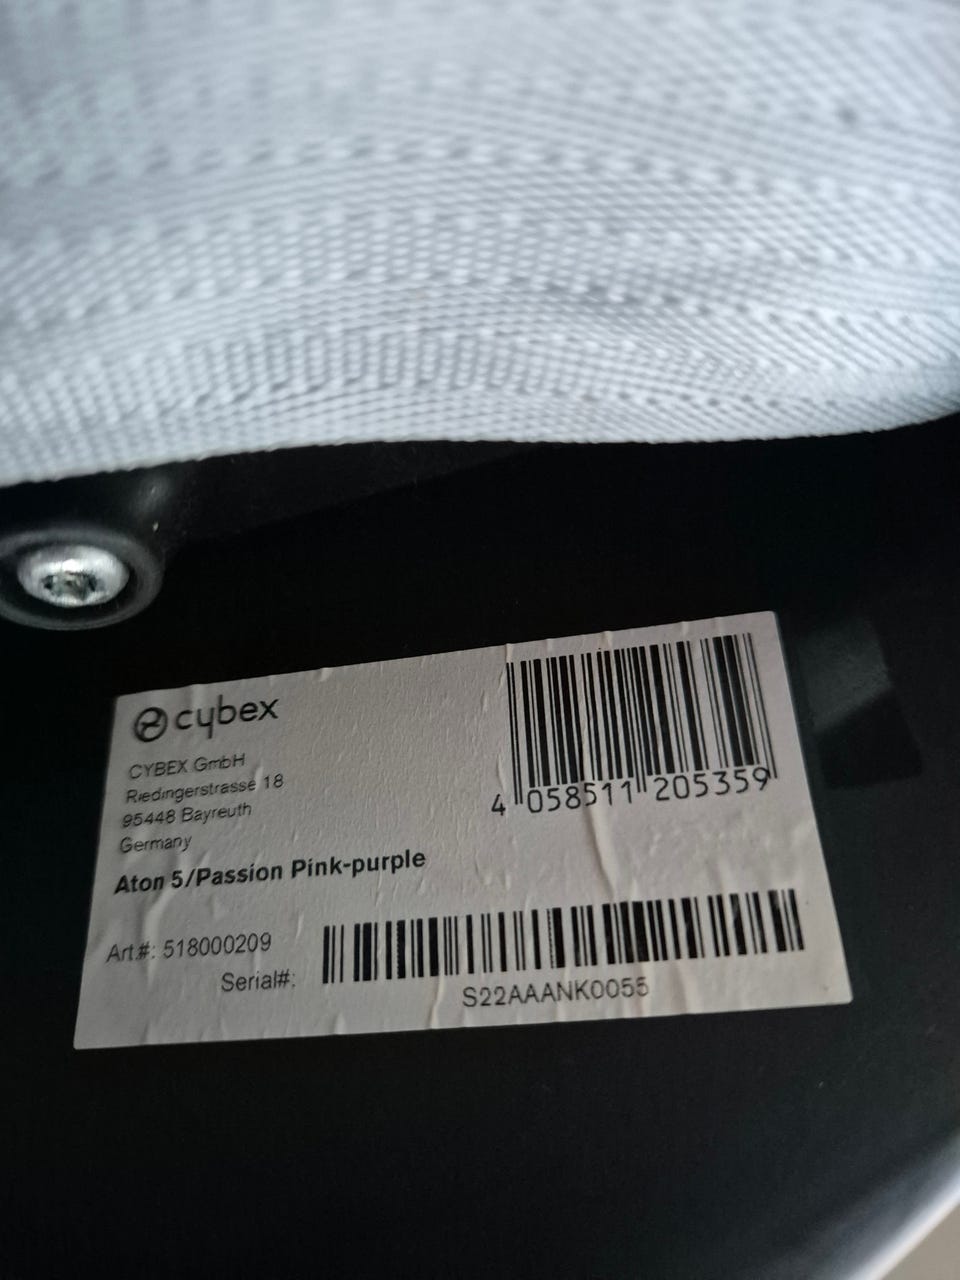 cybex
CYBEX GmbH
Riedingerstrasse 18
95448 Bayreuth
Germany
4 058511 205359
Aton 5/Passion Pink-purple
Art.#: 518000209
Serial#:
S22AAANK0055